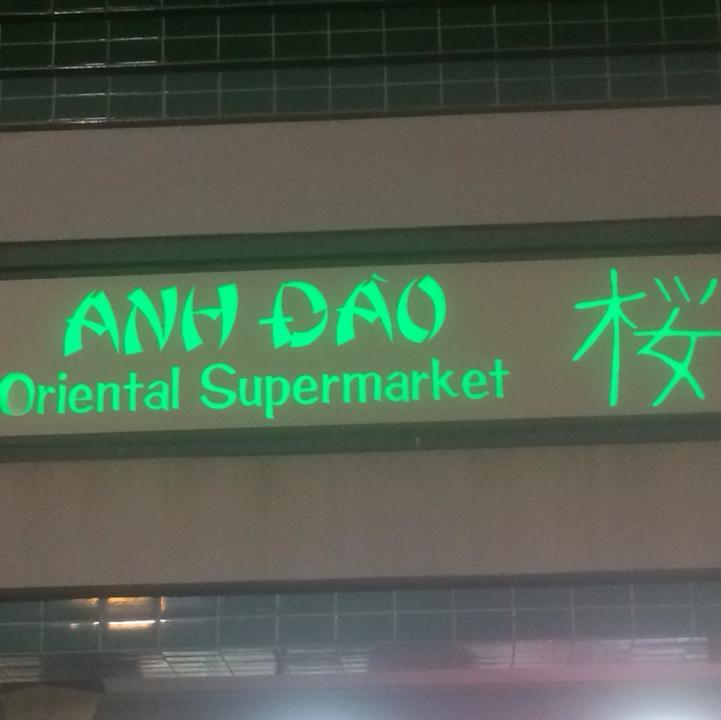 ANH ĐÀO
Oriental Supermarket
桜